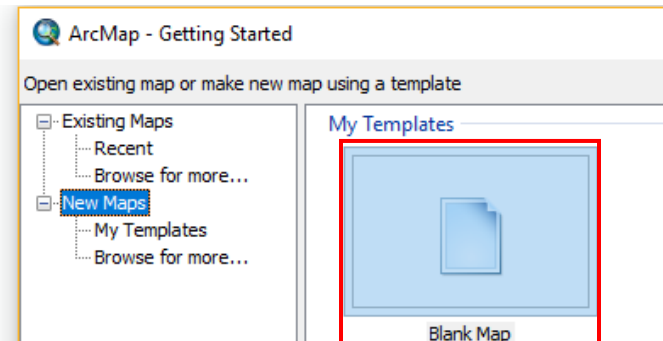 ArcMap - Getting Started
Open existing map or make new map using a template
Existing Maps
Recent
Browse for more...
New Maps
My Templates
Browse for more...
My Templates
Blank Map